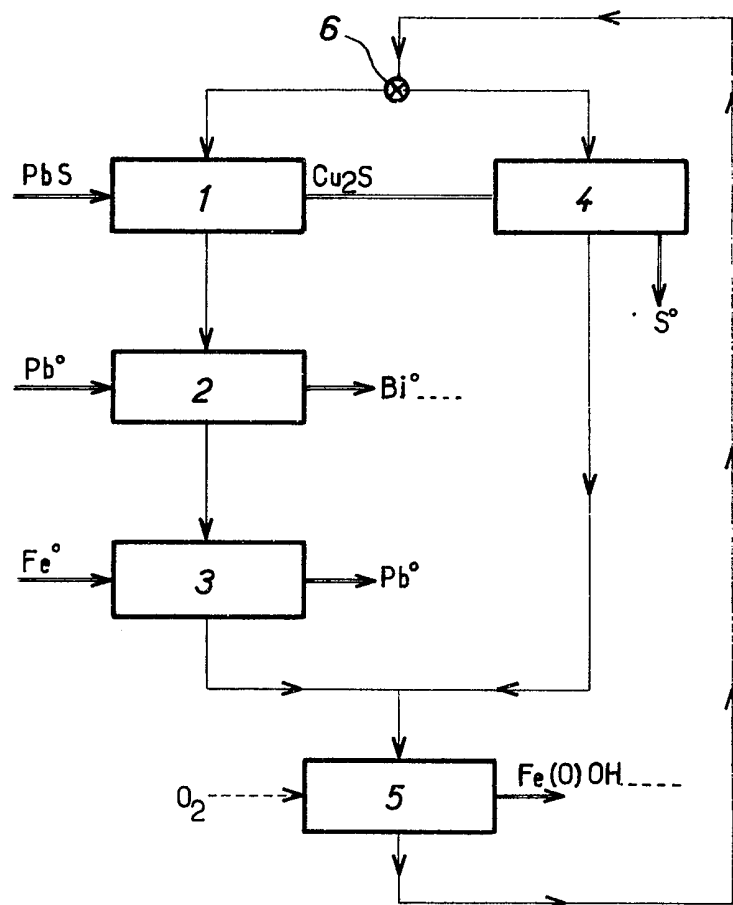 6
PbS
1
Cu2S
4
S°
Pb°
2
Bi°....
Fe°
3
Pb°
O2
5
Fe(O)OH.....